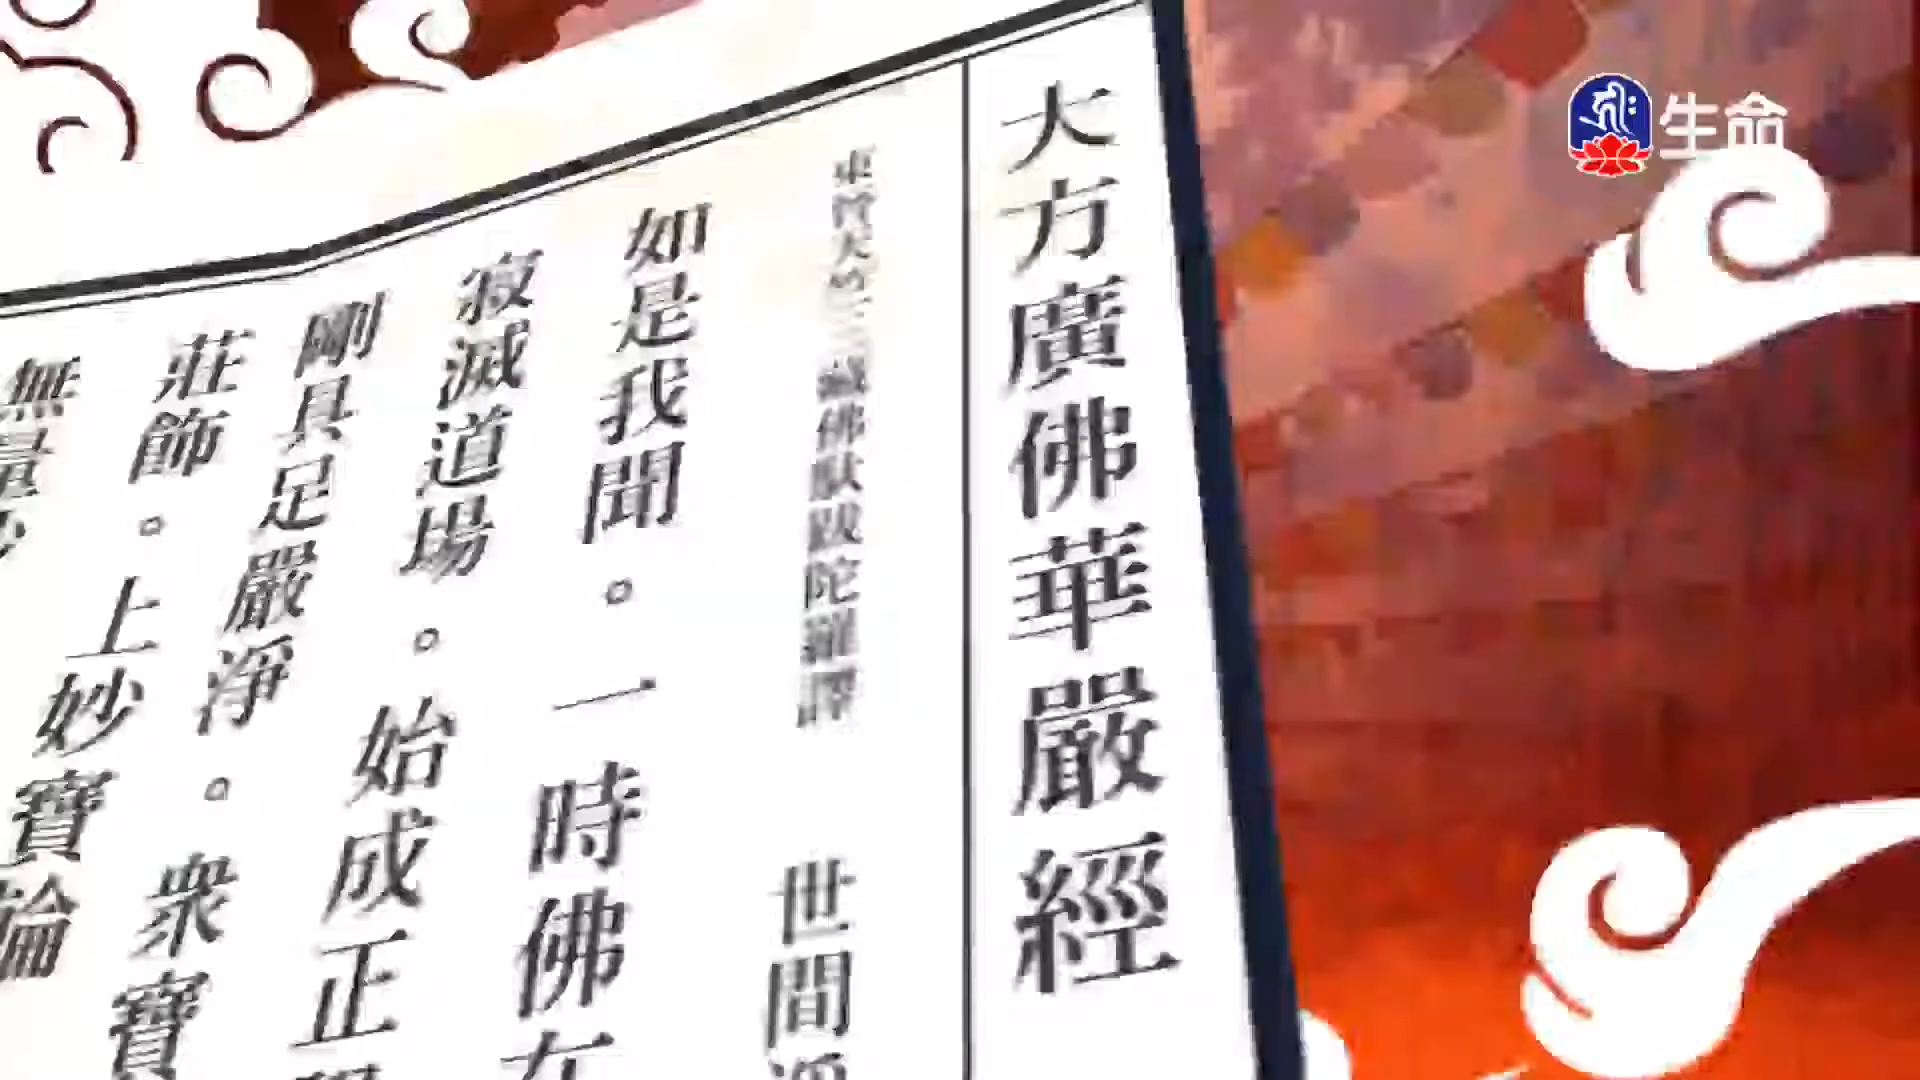 大方廣佛華嚴經
東晉天竺三藏佛馱跋陀羅譯
世間淨
如是我聞。一時佛在
寂滅道場。始成正覺
剛具足嚴淨。眾寶
莊飾。上妙寶輪
無量妙
生命